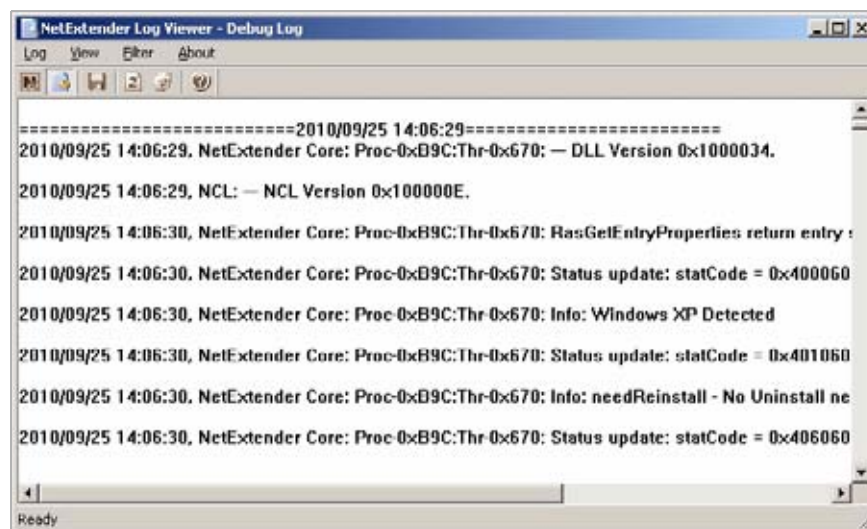 NetExtender Log Viewer - Debug Log
Log View Filter About
===========================2010/09/25 14:06:29=========================
2010/09/25 14:06:29, NetExtender Core: Proc-0xB9C:Thr-0x670: — DLL Version 0x1000034.
2010/09/25 14:06:29, NCL: — NCL Version 0x100000E.
2010/09/25 14:06:30, NetExtender Core: Proc-0xB9C:Thr-0x670: RasGetEntryProperties return entry
2010/09/25 14:06:30, NetExtender Core: Proc-0xB9C:Thr-0x670: Status update: statCode = 0x400060
2010/09/25 14:06:30, NetExtender Core: Proc-0xB9C:Thr-0x670: Info: Windows XP Detected
2010/09/25 14:06:30, NetExtender Core: Proc-0xB9C:Thr-0x670: Status update: statCode = 0x401060
2010/09/25 14:06:30, NetExtender Core: Proc-0xB9C:Thr-0x670: Info: needReinstall - No Uninstall ne
2010/09/25 14:06:30, NetExtender Core: Proc-0xB9C:Thr-0x670: Status update: statCode = 0x406060
Ready